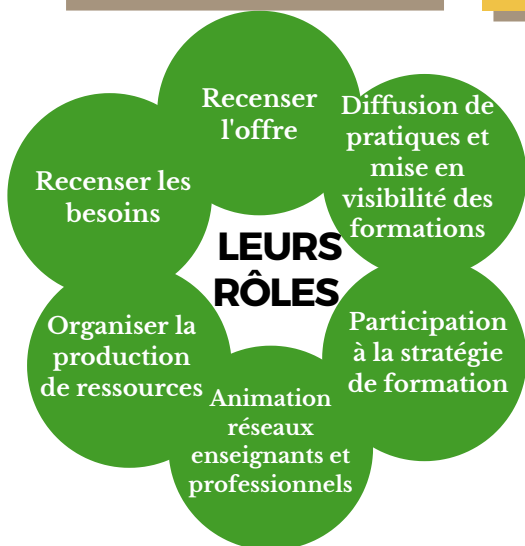 Recenser
l'offre
Diffusion de
pratiques et
mise en
visibilité des
formations
Recenser les
besoins
LEURS
RÔLES
Organiser la
production
de ressources
Participation
à la stratégie
de formation
Animation
réseaux
enseignants et
professionnels